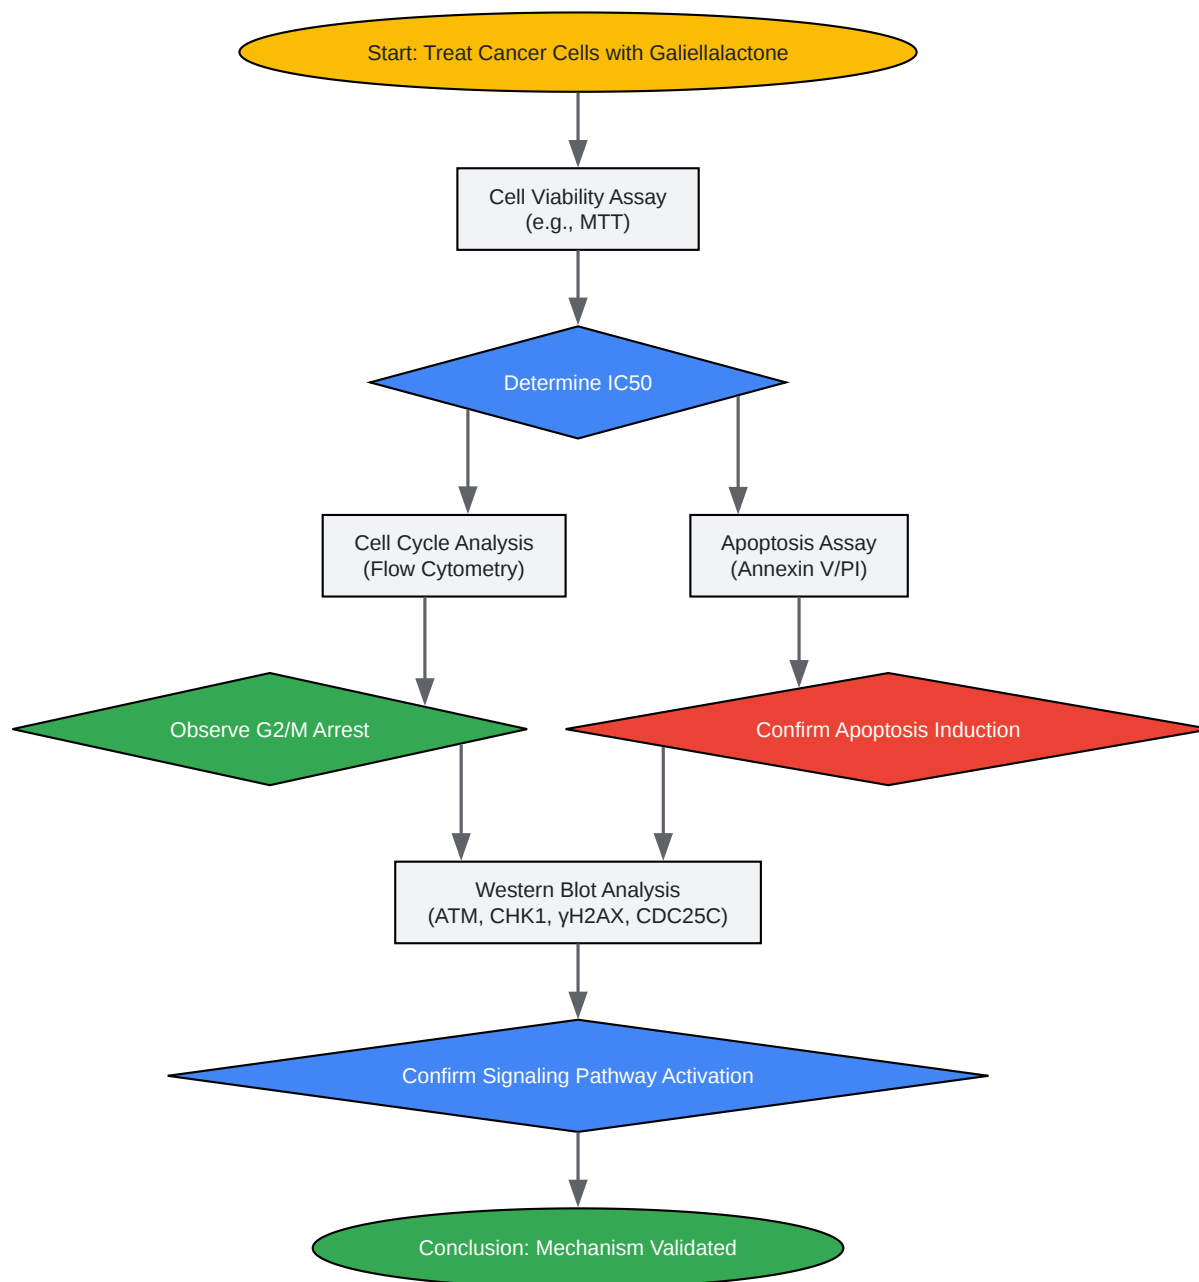 Start: Treat Cancer Cells with Galiellalactone
Cell Viability Assay
(e.g., MTT)
Determine IC50
Cell Cycle Analysis
(Flow Cytometry)
Apoptosis Assay
(Annexin V/PI)
Observe G2/M Arrest
Confirm Apoptosis Induction
Western Blot Analysis
(ATM, CHK1, γH2AX, CDC25C)
Confirm Signaling Pathway Activation
Conclusion: Mechanism Validated